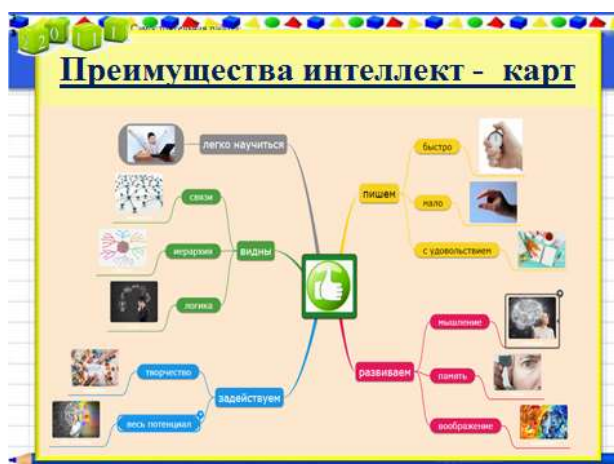 Преимущества интеллект - карт
легко научиться
связи
иерархия
логика
видны
творчество
весь потенциал
задействуем
быстро
мало
с удовольствием
пишем
мышление
память
воображение
развиваем